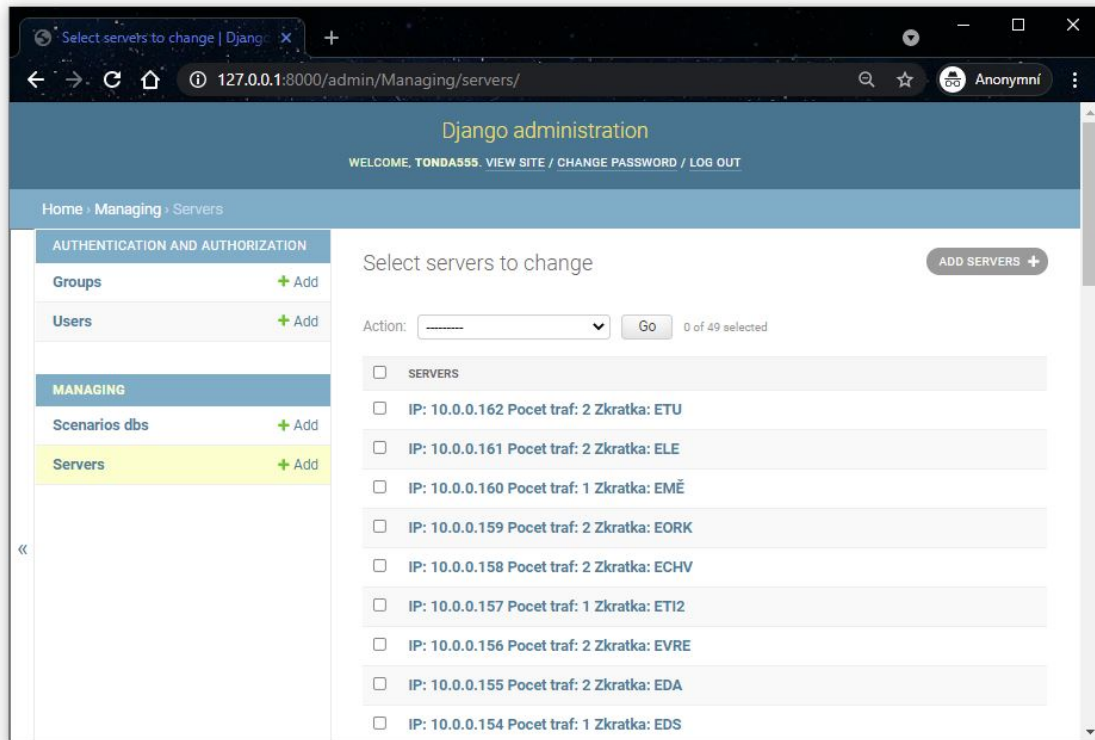 Select servers to change | Djang
127.0.0.1:8000/admin/Managing/servers/
Anonymní
Django administration
WELCOME, TONDA555. VIEW SITE / CHANGE PASSWORD / LOG OUT
Home › Managing › Servers
AUTHENTICATION AND AUTHORIZATION
Groups + Add
Users + Add
MANAGING
Scenarios dbs + Add
Servers + Add
«
Select servers to change
ADD SERVERS +
Action: --------- Go 0 of 49 selected
SERVERS
IP: 10.0.0.162 Pocet traf: 2 Zkratka: ETU
IP: 10.0.0.161 Pocet traf: 2 Zkratka: ELE
IP: 10.0.0.160 Pocet traf: 1 Zkratka: EMĚ
IP: 10.0.0.159 Pocet traf: 2 Zkratka: EORK
IP: 10.0.0.158 Pocet traf: 2 Zkratka: ECHV
IP: 10.0.0.157 Pocet traf: 1 Zkratka: ETI2
IP: 10.0.0.156 Pocet traf: 2 Zkratka: EVRE
IP: 10.0.0.155 Pocet traf: 2 Zkratka: EDA
IP: 10.0.0.154 Pocet traf: 1 Zkratka: EDS